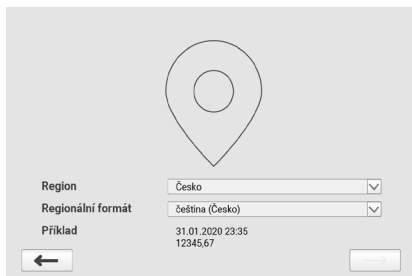 Region Česko
Regionální formát čeština (Česko)
Příklad 31.01.2020 23:35
12345,67